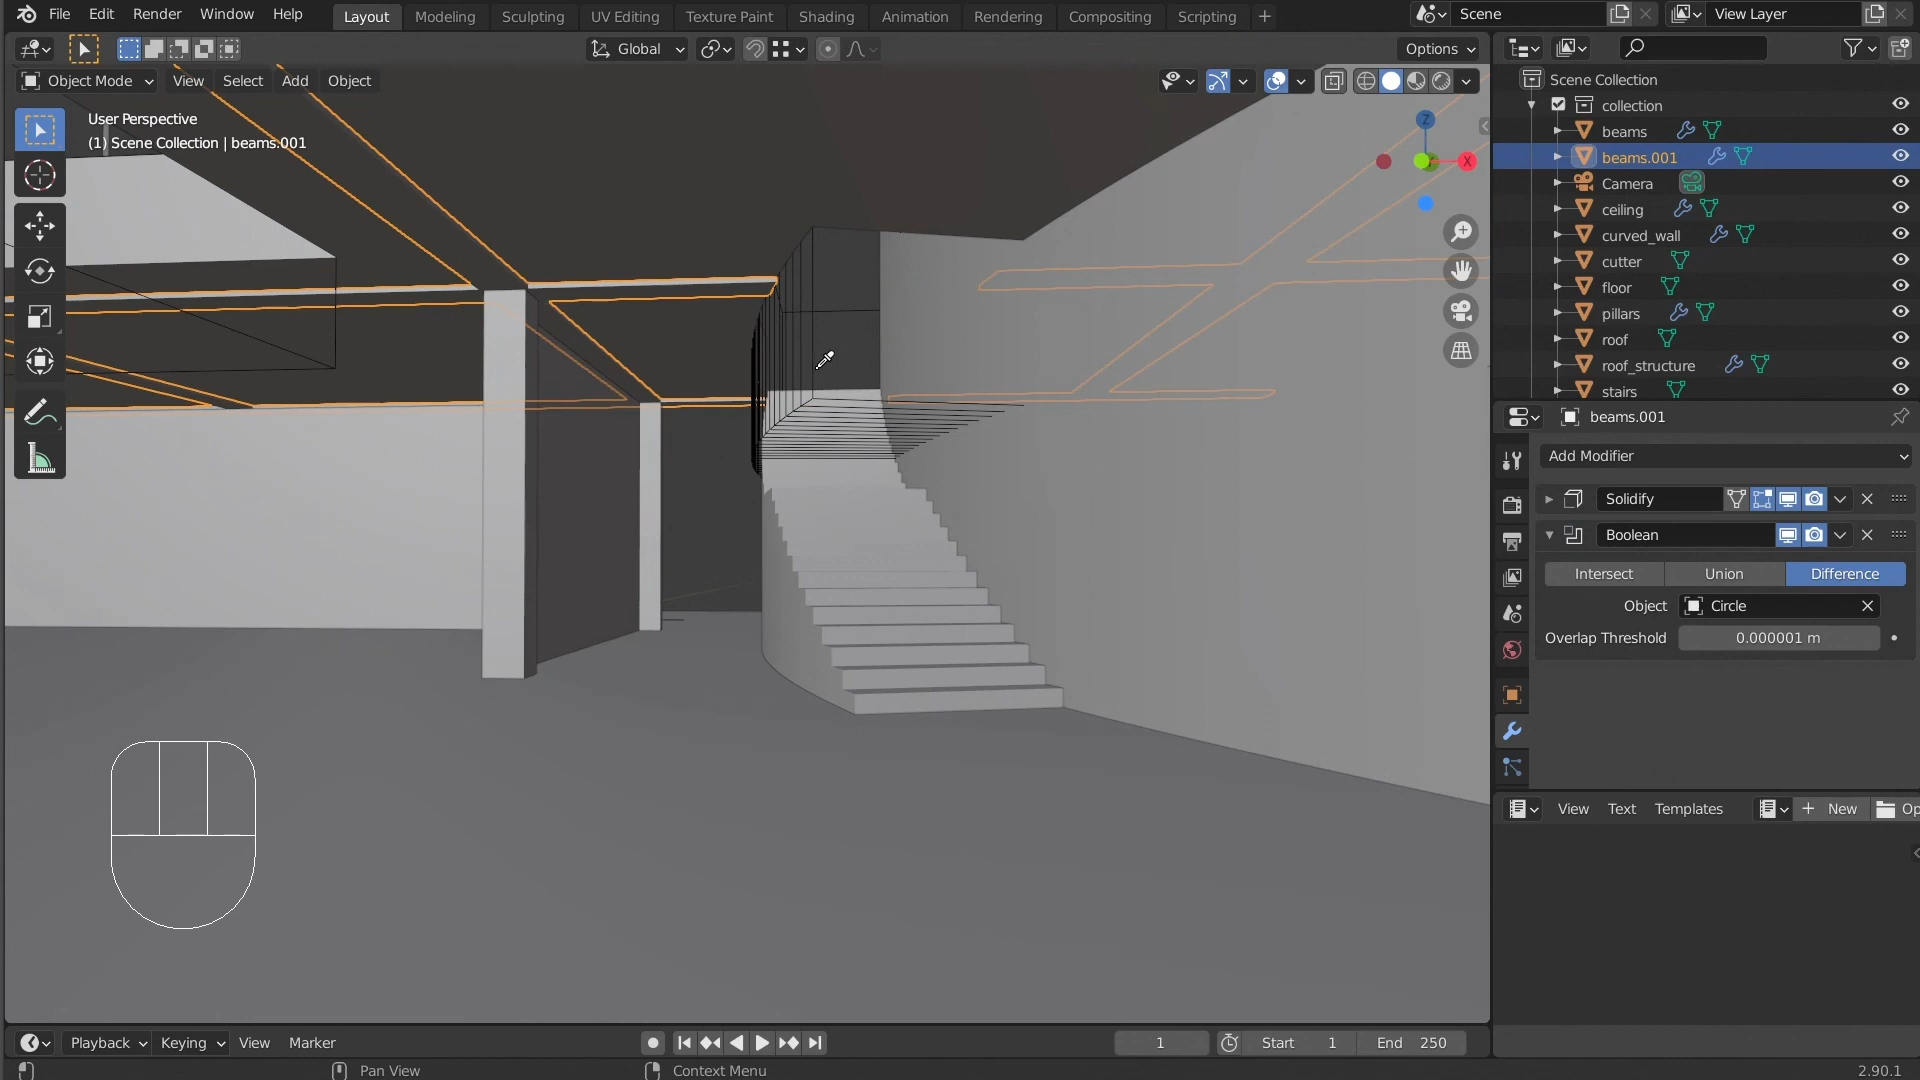 File Edit Render Window Help Layout Modeling Sculpting UV Editing Texture Paint Shading Animation Rendering Compositing Scripting Scene View Layer
Global Options
Object Mode View Select Add Object
User Perspective
(1) Scene Collection | beams.001
Z
X
Scene Collection
collection
beams
beams.001
Camera
ceiling
curved_wall
cutter
floor
pillars
roof
roof_structure
stairs
beams.001
Add Modifier
Solidify
Boolean
Intersect Union Difference
Object Circle
Overlap Threshold 0.000001 m
View Text Templates New Op
Playback Keying View Marker 1 Start 1 End 250
Pan View Context Menu 2.90.1